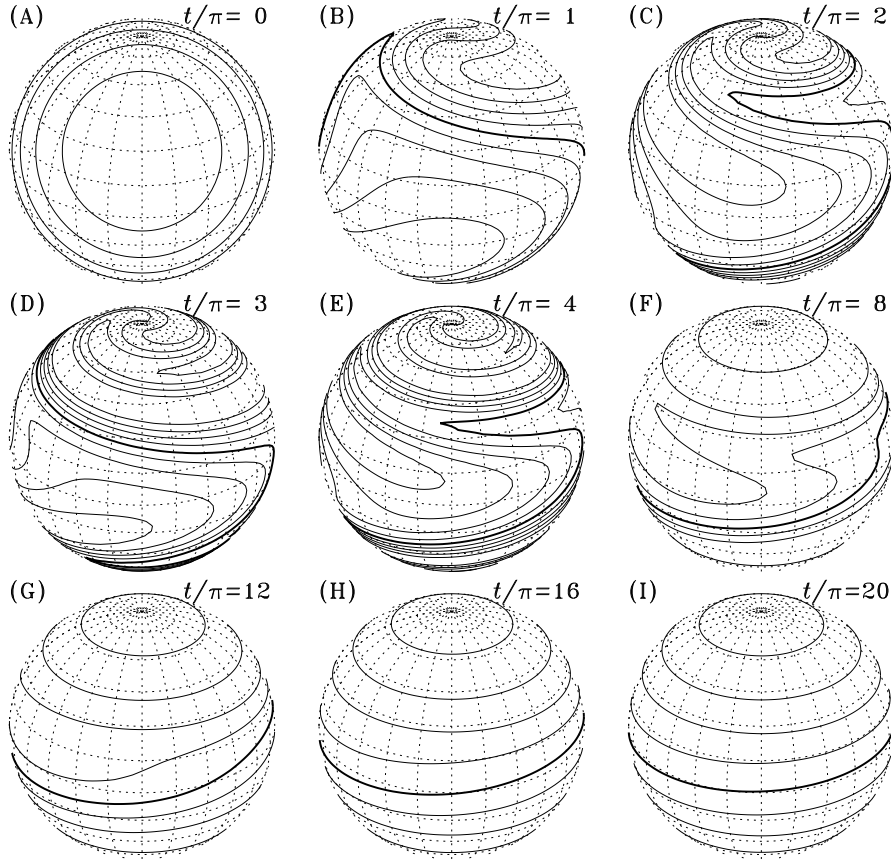 (A) t/π= 0
(B) t/π= 1
(C) t/π= 2
(D) t/π= 3
(E) t/π= 4
(F) t/π= 8
(G) t/π=12
(H) t/π=16
(I) t/π=20